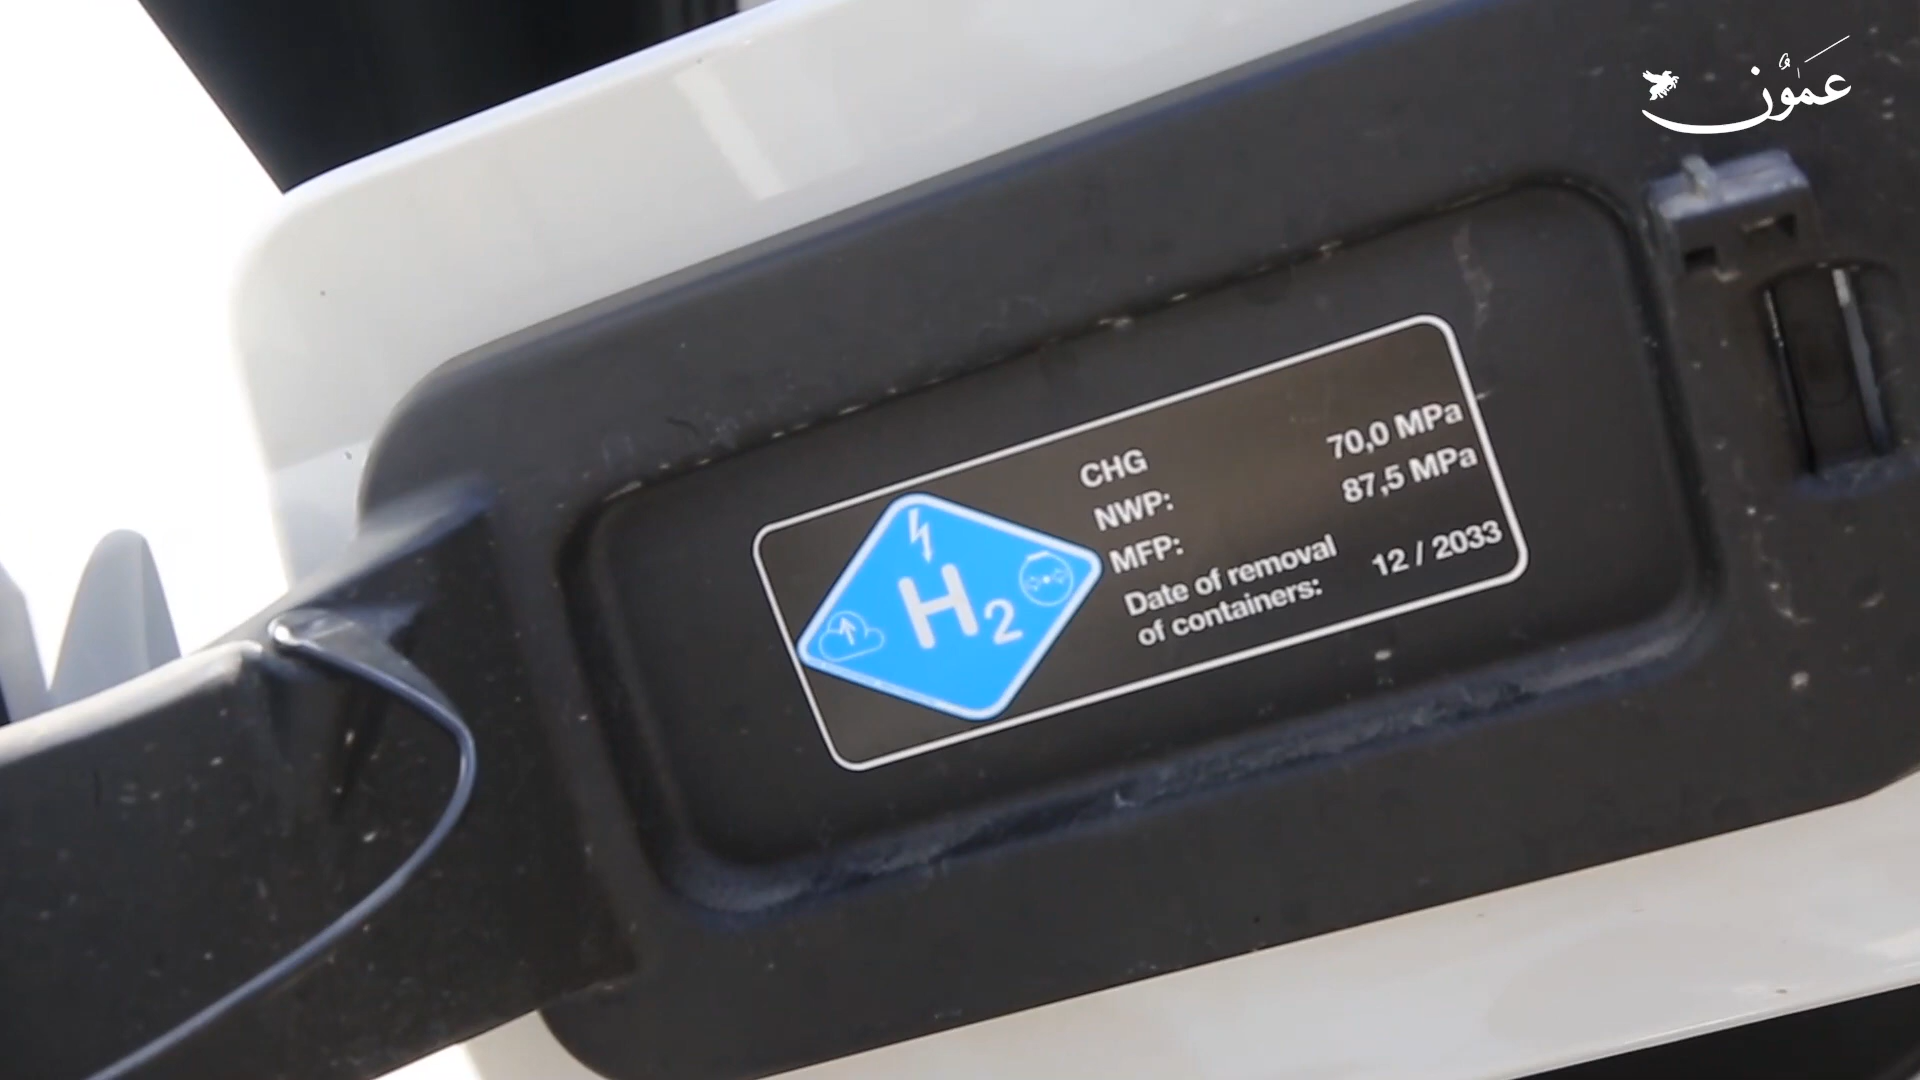 عمون
H2
CHG
NWP: 70,0 MPa
MFP: 87,5 MPa
Date of removal
of containers: 12 / 2033